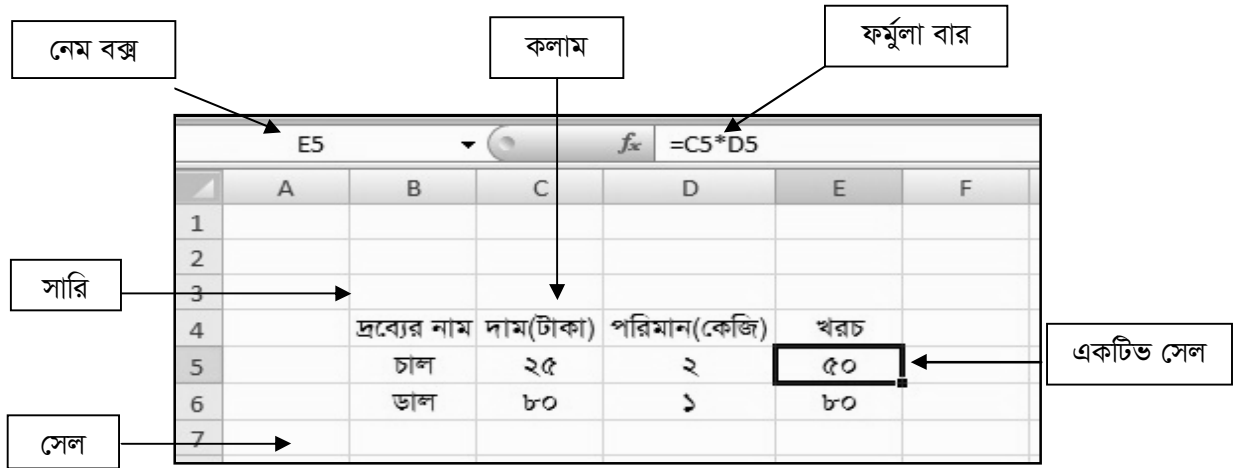 নেম বক্স কলাম ফর্মুলা বার
E5 fx =C5*D5
A B C D E F
1
2
সারি 3
4 দ্রব্যের নাম দাম(টাকা) পরিমান(কেজি) খরচ
5 চাল ২৫ ২ ৫০ একটিভ সেল
6 ডাল ৮০ ১ ৮০
সেল 7